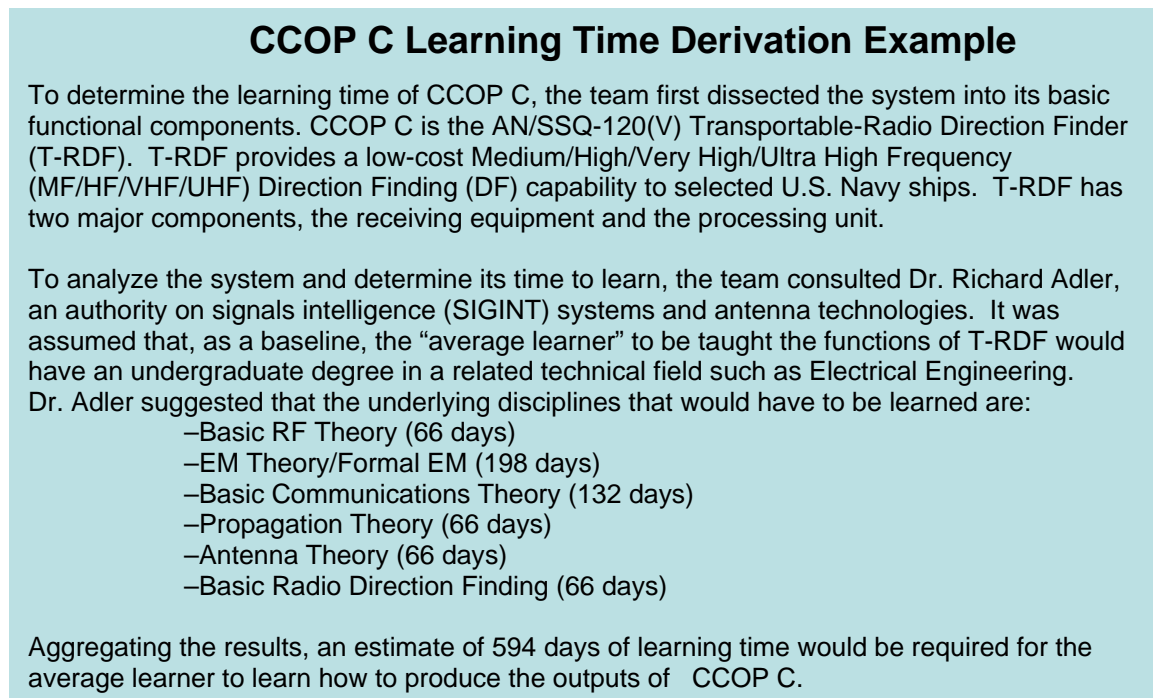 CCOP C Learning Time Derivation Example
To determine the learning time of CCOP C, the team first dissected the system into its basic
functional components. CCOP C is the AN/SSQ-120(V) Transportable-Radio Direction Finder
(T-RDF).  T-RDF provides a low-cost Medium/High/Very High/Ultra High Frequency
(MF/HF/VHF/UHF) Direction Finding (DF) capability to selected U.S. Navy ships.  T-RDF has
two major components, the receiving equipment and the processing unit.
To analyze the system and determine its time to learn, the team consulted Dr. Richard Adler,
an authority on signals intelligence (SIGINT) systems and antenna technologies.  It was
assumed that, as a baseline, the “average learner” to be taught the functions of T-RDF would
have an undergraduate degree in a related technical field such as Electrical Engineering.
Dr. Adler suggested that the underlying disciplines that would have to be learned are:
–Basic RF Theory (66 days)
–EM Theory/Formal EM (198 days)
–Basic Communications Theory (132 days)
–Propagation Theory (66 days)
–Antenna Theory (66 days)
–Basic Radio Direction Finding (66 days)
Aggregating the results, an estimate of 594 days of learning time would be required for the
average learner to learn how to produce the outputs of   CCOP C.